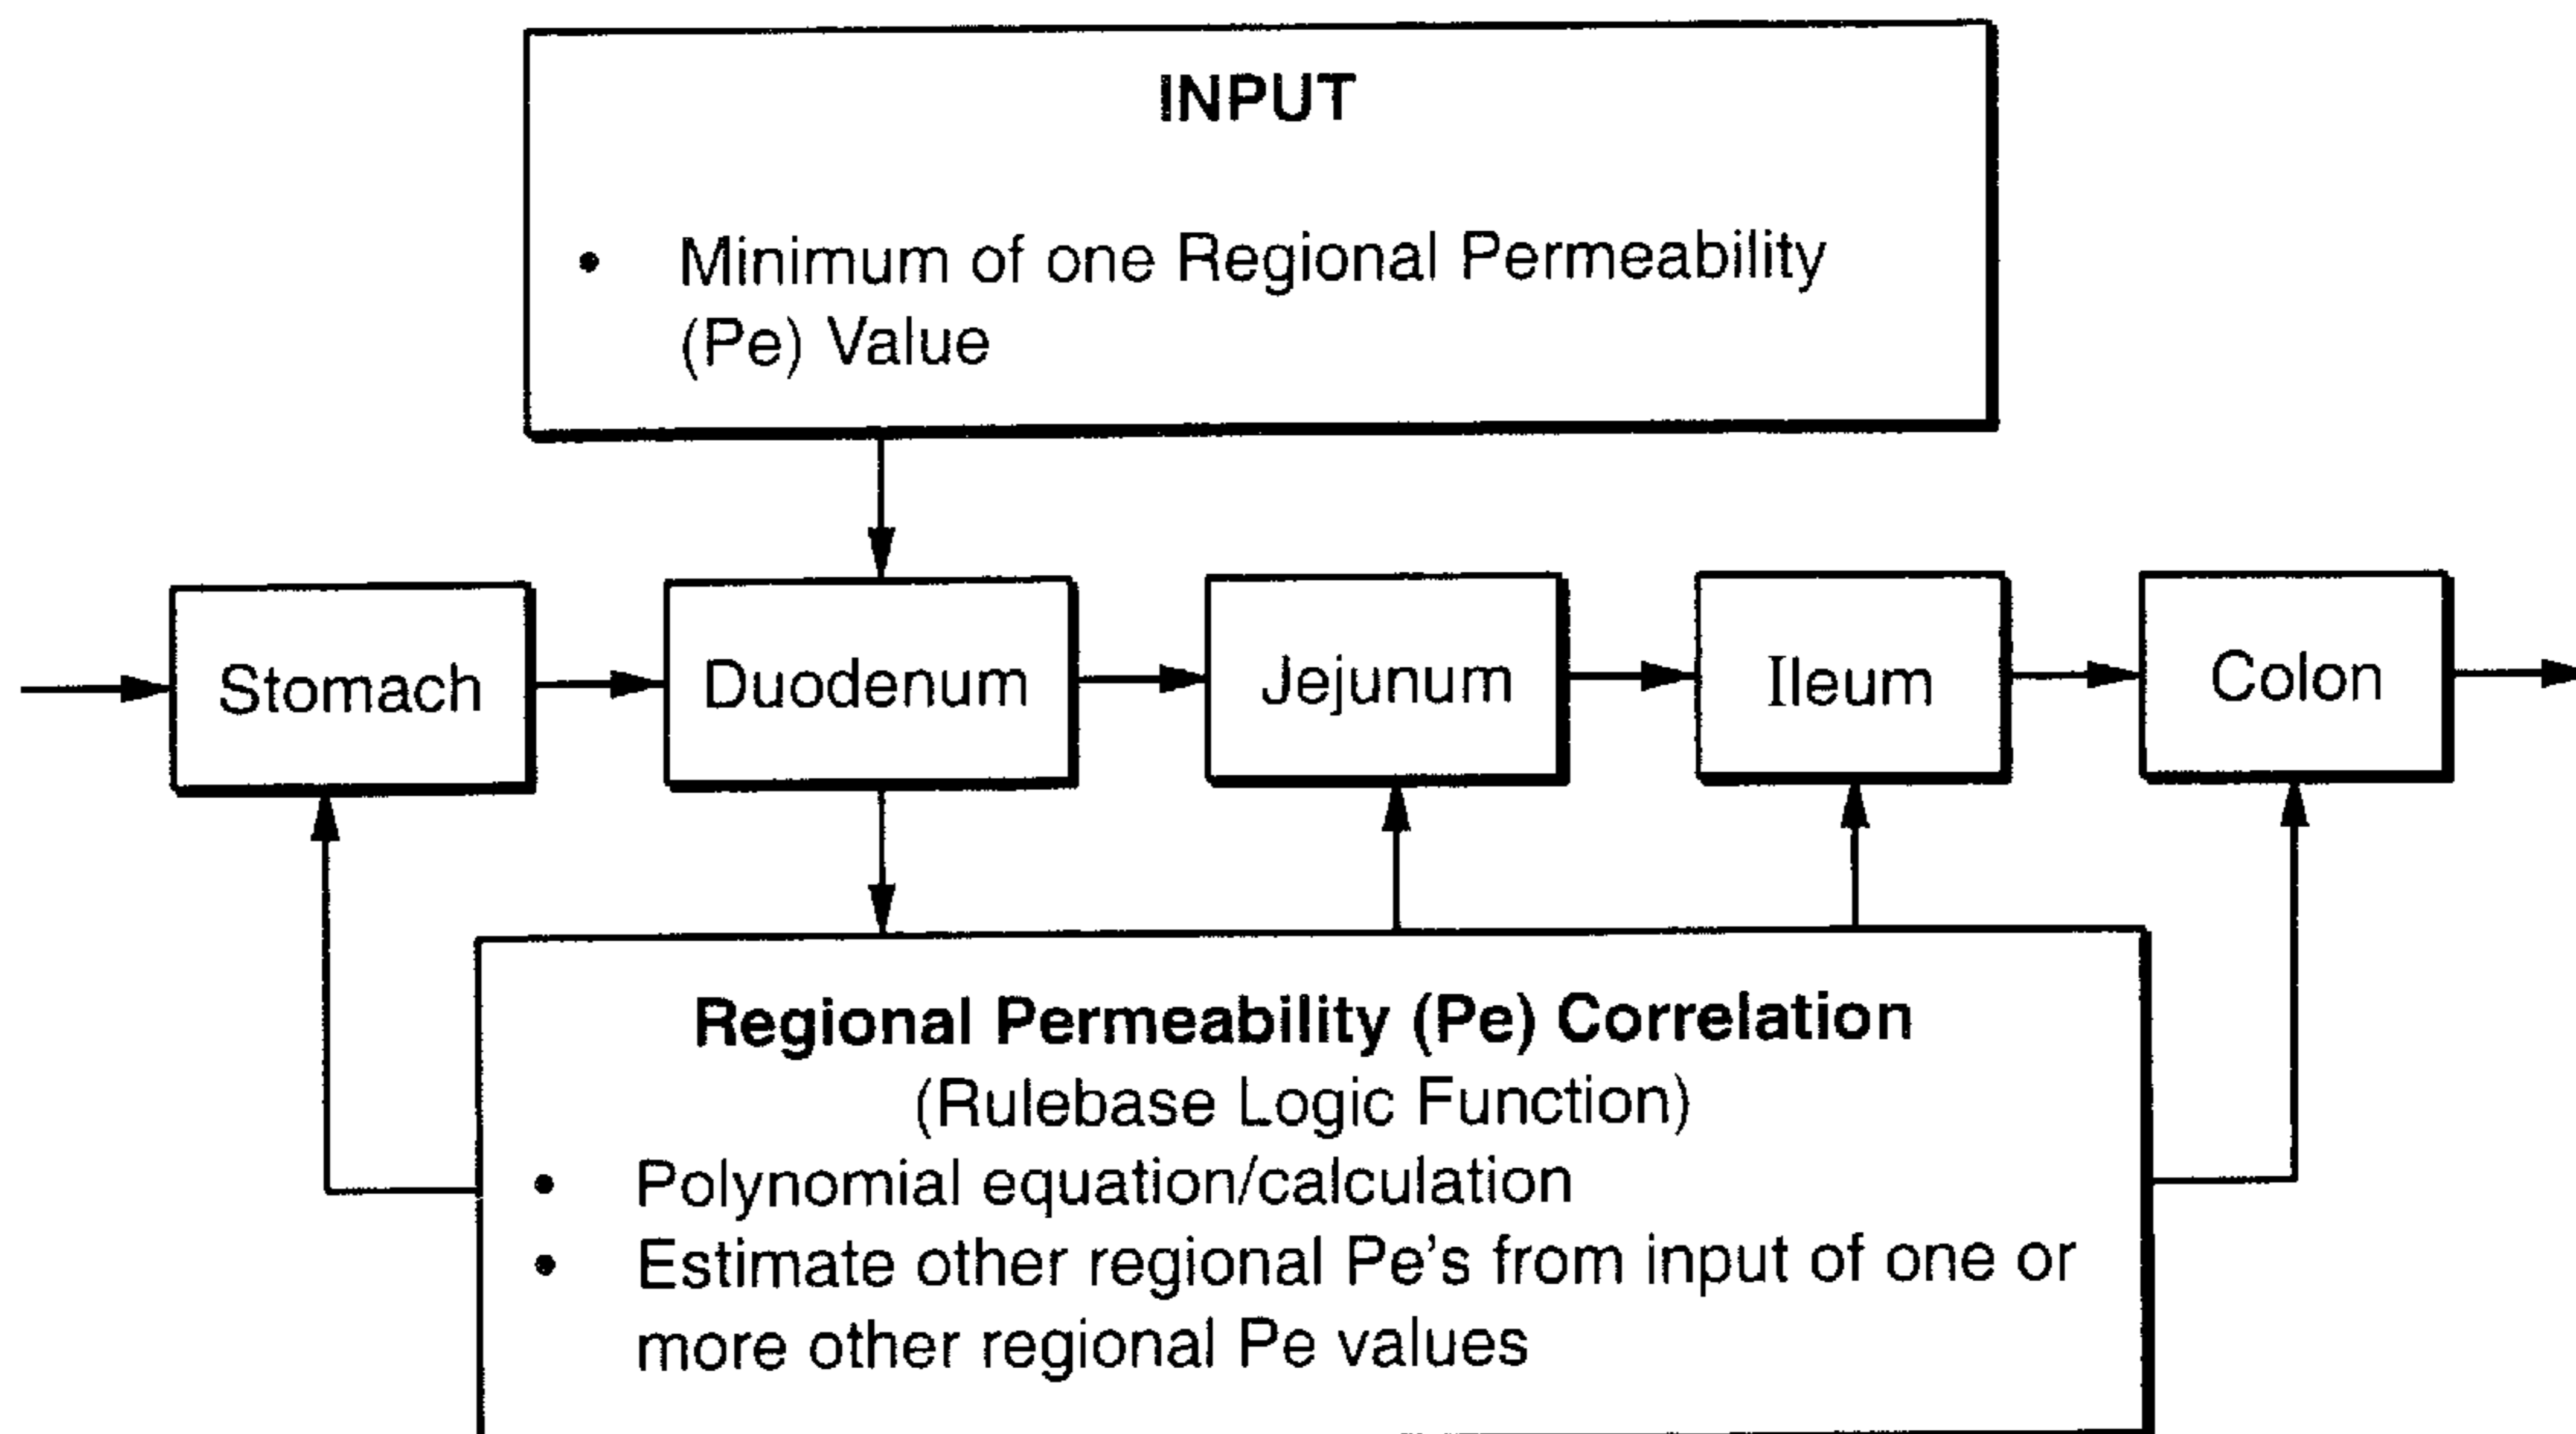 INPUT
• Minimum of one Regional Permeability
(Pe) Value
Stomach
Duodenum
Jejunum
Ileum
Colon
Regional Permeability (Pe) Correlation
(Rulebase Logic Function)
• Polynomial equation/calculation
• Estimate other regional Pe's from input of one or
more other regional Pe values